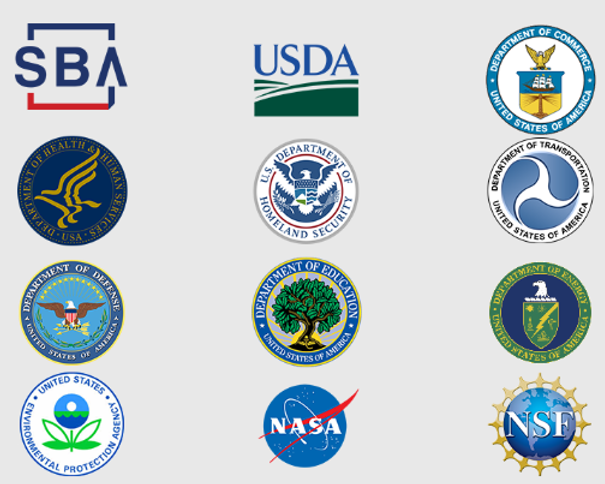 SBA
USDA
DEPARTMENT OF COMMERCE
UNITED STATES OF AMERICA
DEPARTMENT OF HEALTH & HUMAN SERVICES
USA
U.S. DEPARTMENT OF
HOMELAND SECURITY
DEPARTMENT OF TRANSPORTATION
UNITED STATES OF AMERICA
DEPARTMENT OF DEFENSE
UNITED STATES OF AMERICA
DEPARTMENT OF EDUCATION
UNITED STATES OF AMERICA
DEPARTMENT OF ENERGY
UNITED STATES OF AMERICA
UNITED STATES
ENVIRONMENTAL PROTECTION AGENCY
NASA
NSF